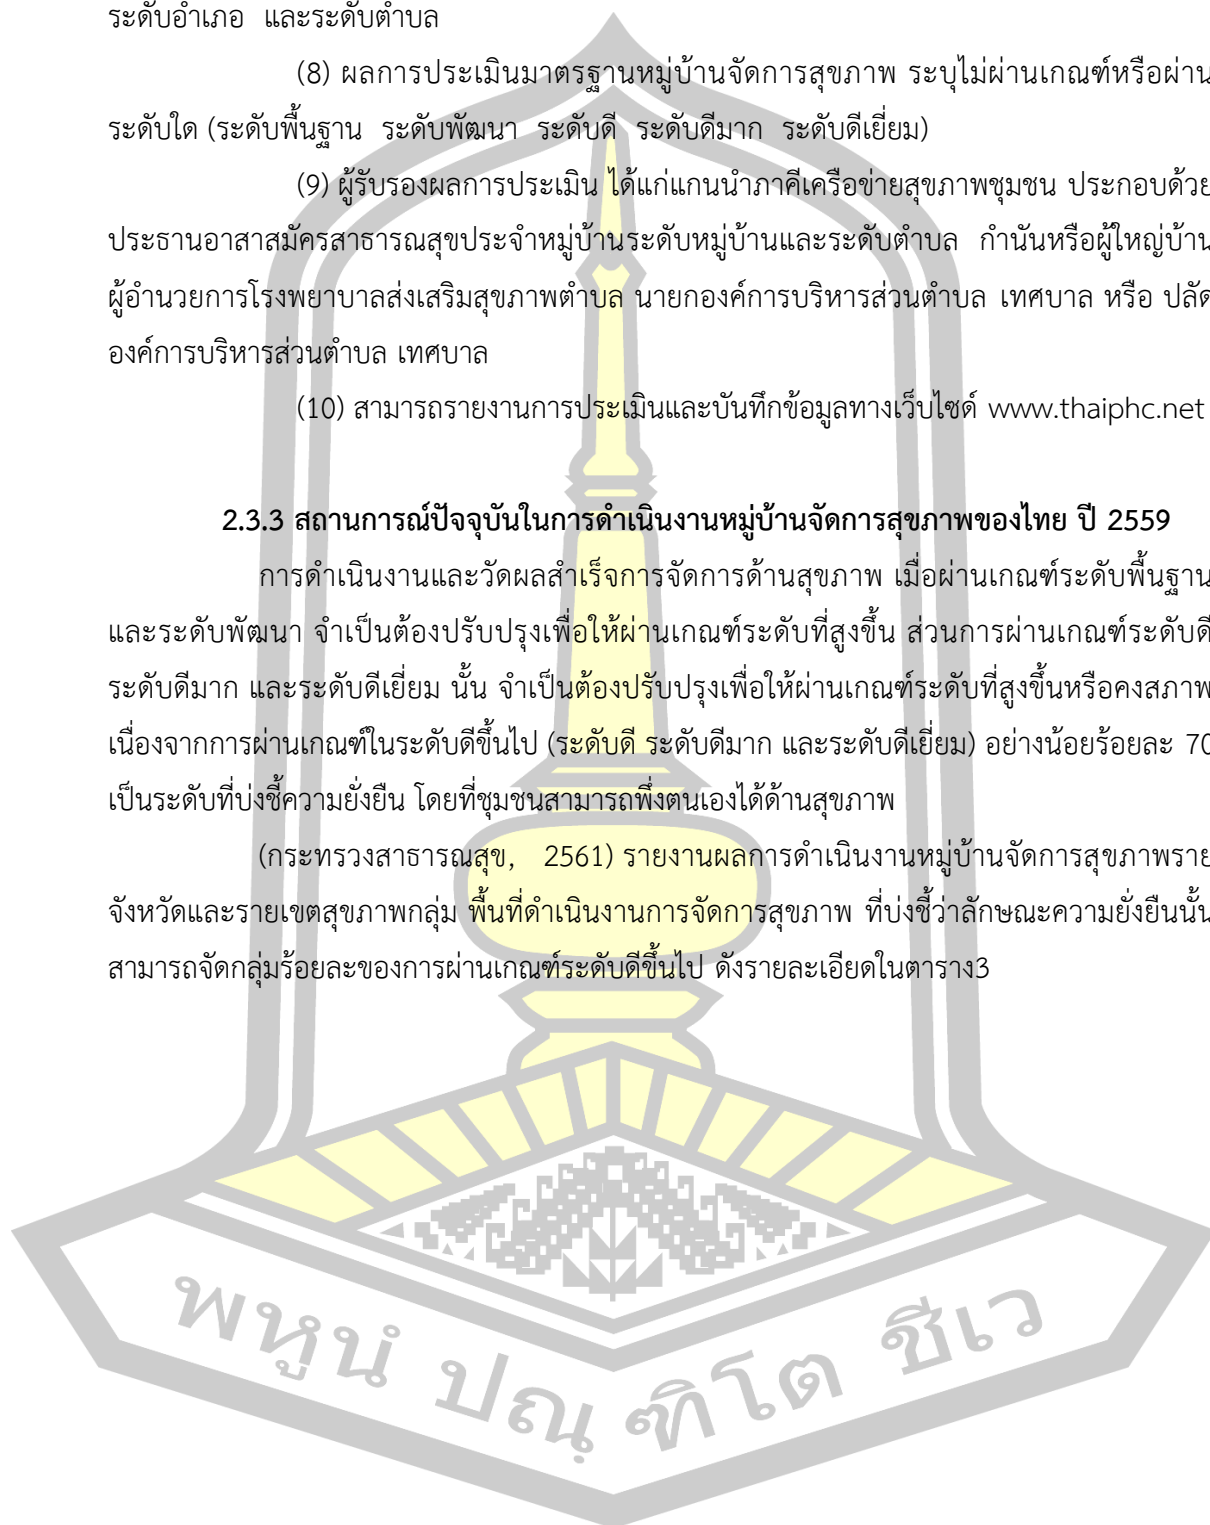 ระดับอำเภอ และระดับตำบล
(8) ผลการประเมินมาตรฐานหมู่บ้านจัดการสุขภาพ ระบุไม่ผ่านเกณฑ์หรือผ่าน
ระดับใด (ระดับพื้นฐาน ระดับพัฒนา ระดับดี ระดับดีมาก ระดับดีเยี่ยม)
(9) ผู้รับรองผลการประเมิน ได้แก่แกนนำภาคีเครือข่ายสุขภาพชุมชน ประกอบด้วย
ประธานอาสาสมัครสาธารณสุขประจำหมู่บ้านระดับหมู่บ้านและระดับตำบล กำนันหรือผู้ใหญ่บ้าน
ผู้อำนวยการโรงพยาบาลส่งเสริมสุขภาพตำบล นายกองค์การบริหารส่วนตำบล เทศบาล หรือ ปลัด
องค์การบริหารส่วนตำบล เทศบาล
(10) สามารถรายงานการประเมินและบันทึกข้อมูลทางเว็บไซด์ www.thaiphc.net
2.3.3 สถานการณ์ปัจจุบันในการดำเนินงานหมู่บ้านจัดการสุขภาพของไทย ปี 2559
การดำเนินงานและวัดผลสำเร็จการจัดการด้านสุขภาพ เมื่อผ่านเกณฑ์ระดับพื้นฐาน
และระดับพัฒนา จำเป็นต้องปรับปรุงเพื่อให้ผ่านเกณฑ์ระดับที่สูงขึ้น ส่วนการผ่านเกณฑ์ระดับดี
ระดับดีมาก และระดับดีเยี่ยม นั้น จำเป็นต้องปรับปรุงเพื่อให้ผ่านเกณฑ์ระดับที่สูงขึ้นหรือคงสภาพ
เนื่องจากการผ่านเกณฑ์ในระดับดีขึ้นไป (ระดับดี ระดับดีมาก และระดับดีเยี่ยม) อย่างน้อยร้อยละ 70
เป็นระดับที่บ่งชี้ความยั่งยืน โดยที่ชุมชนสามารถพึ่งตนเองได้ด้านสุขภาพ
(กระทรวงสาธารณสุข, 2561) รายงานผลการดำเนินงานหมู่บ้านจัดการสุขภาพราย
จังหวัดและรายเขตสุขภาพกลุ่ม พื้นที่ดำเนินงานการจัดการสุขภาพ ที่บ่งชี้ว่าลักษณะความยั่งยืนนั้น
สามารถจัดกลุ่มร้อยละของการผ่านเกณฑ์ระดับดีขึ้นไป ดังรายละเอียดในตาราง3
พหูนํ ปณฺฑิโต ชีเว